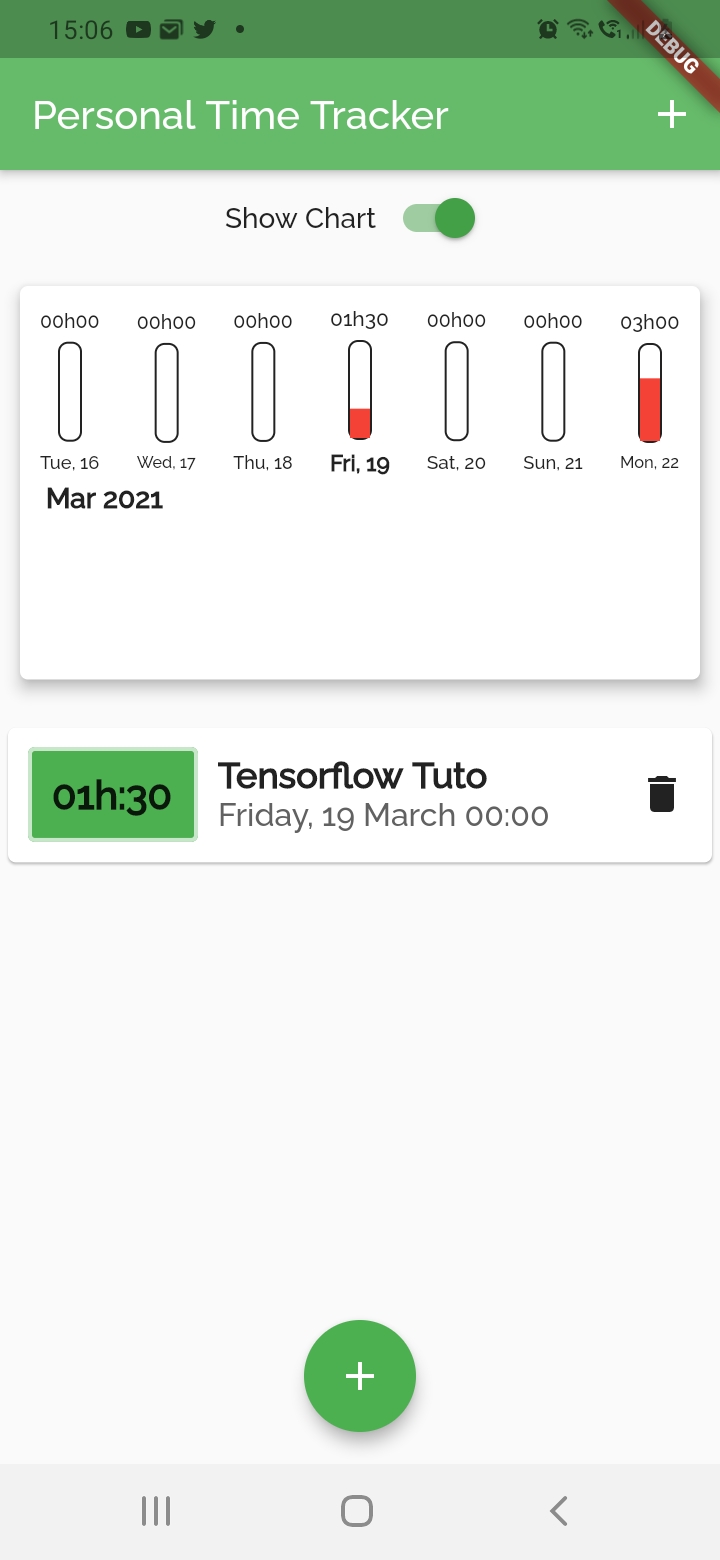 15:06
DEBUG
Personal Time Tracker
Show Chart
00h00 00h00 00h00 01h30 00h00 00h00 03h00
Tue, 16 Wed, 17 Thu, 18 Fri, 19 Sat, 20 Sun, 21 Mon, 22
Mar 2021
01h:30
Tensorflow Tuto
Friday, 19 March 00:00